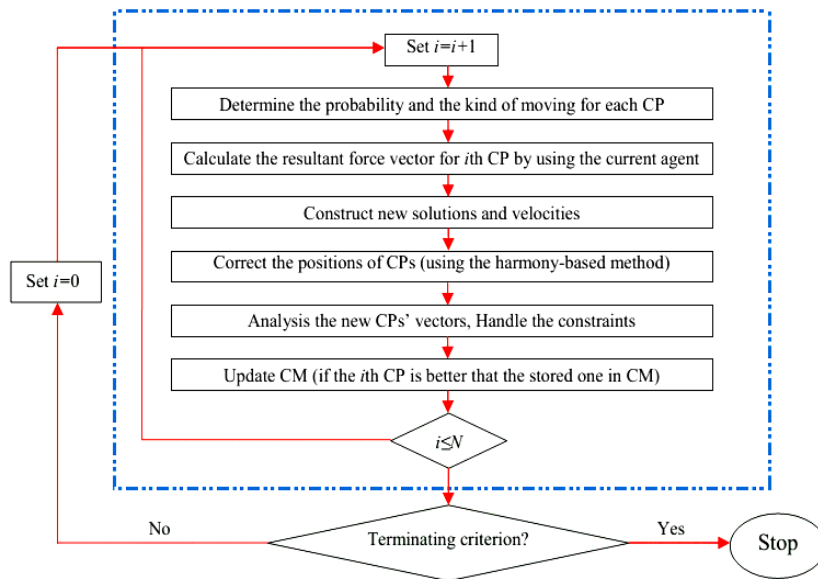 Set i=i+1
Determine the probability and the kind of moving for each CP
Calculate the resultant force vector for ith CP by using the current agent
Construct new solutions and velocities
Correct the positions of CPs (using the harmony-based method)
Set i=0
Analysis the new CPs’ vectors, Handle the constraints
Update CM (if the ith CP is better that the stored one in CM)
i≤N
No
Terminating criterion?
Yes
Stop